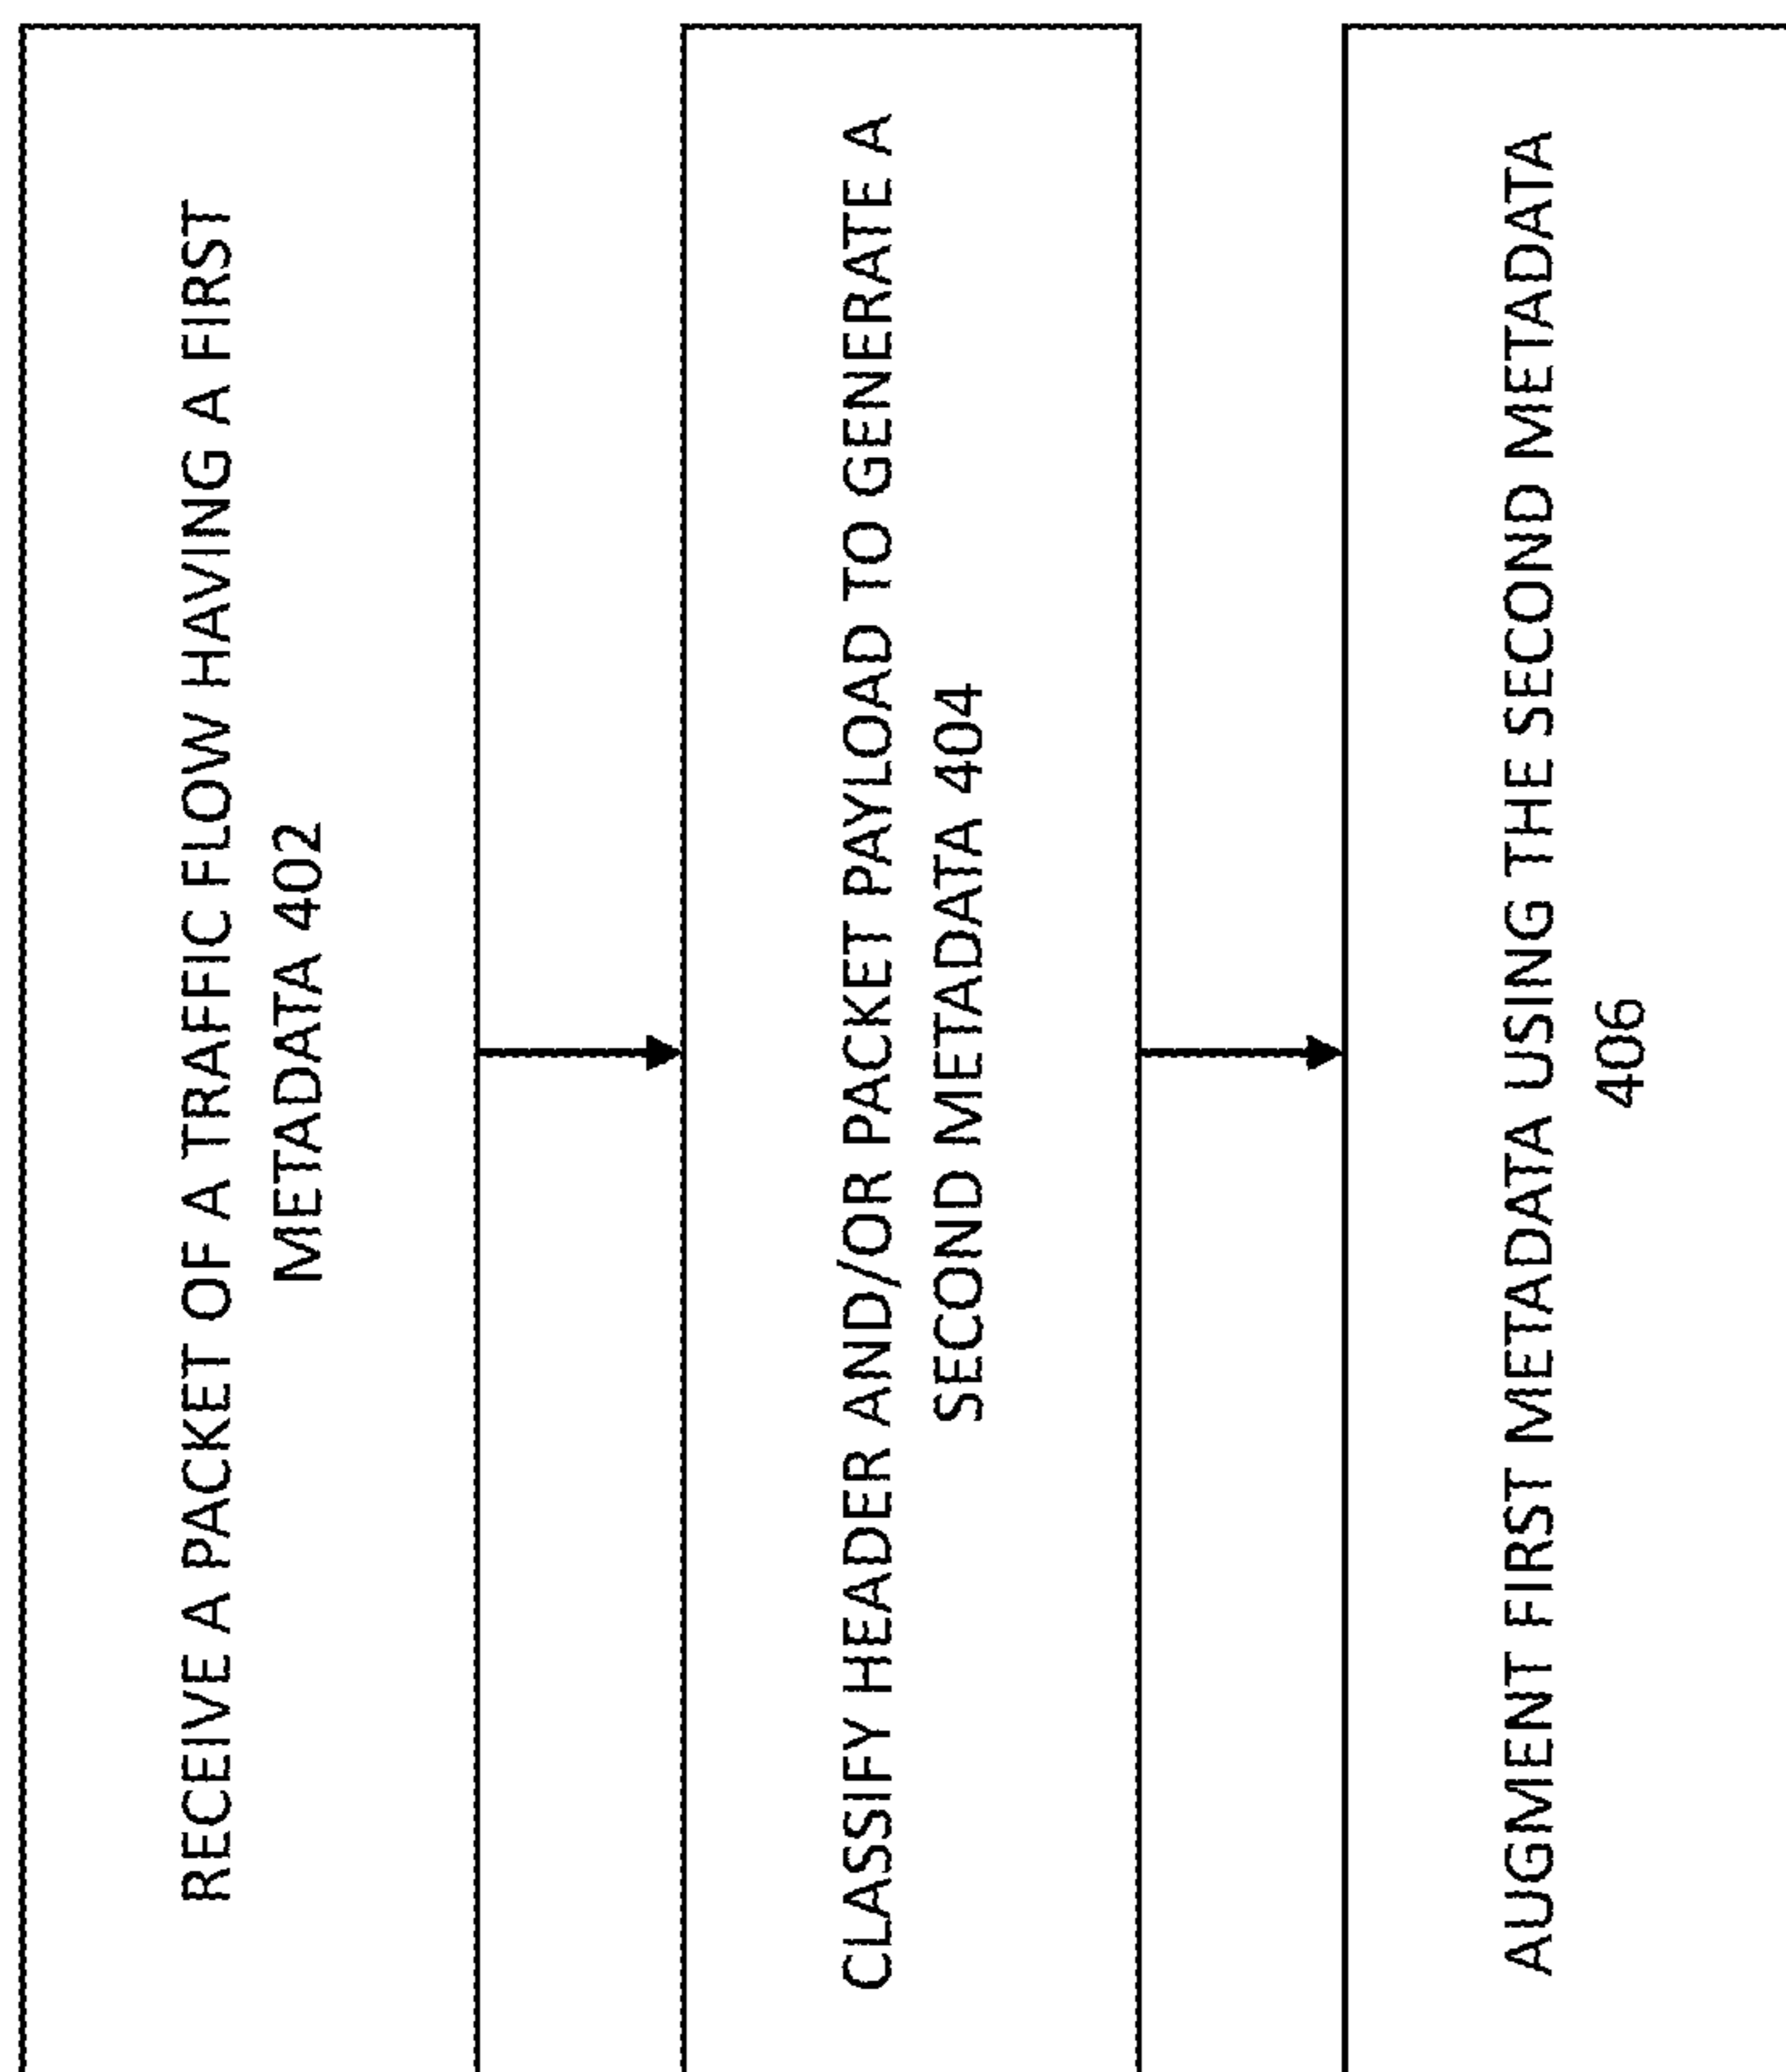 RECEIVE A PACKET OF A TRAFFIC FLOW HAVING A FIRST
METADATA 402
CLASSIFY HEADER AND/OR PACKET PAYLOAD TO GENERATE A
SECOND METADATA 404
AUGMENT FIRST METADATA USING THE SECOND METADATA
406